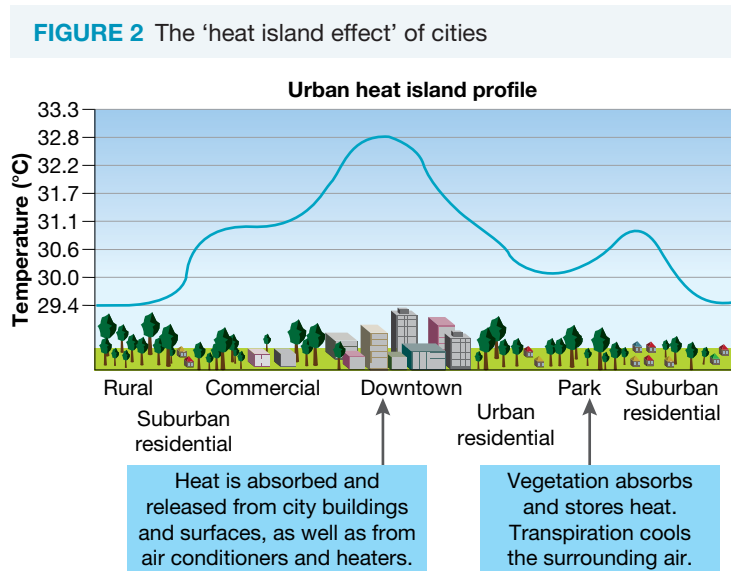 FIGURE 2 The ‘heat island effect’ of cities
Urban heat island profile
Temperature (°C)
33.3
32.8
32.2
31.7
31.1
30.6
30.0
29.4
Rural
Suburban
residential
Commercial
Downtown
Urban
residential
Park
Suburban
residential
Heat is absorbed and
released from city buildings
and surfaces, as well as from
air conditioners and heaters.
Vegetation absorbs
and stores heat.
Transpiration cools
the surrounding air.